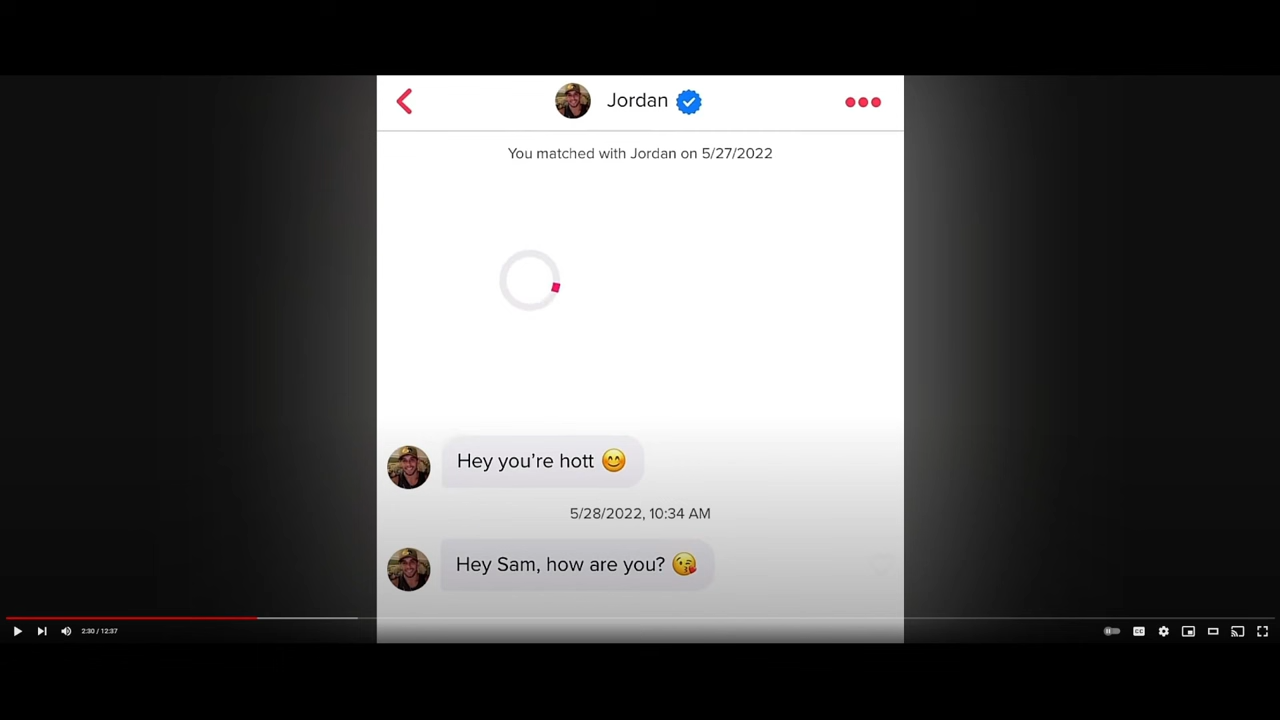 Jordan
You matched with Jordan on 5/27/2022
Hey you're hott 😊
5/28/2022, 10:34 AM
Hey Sam, how are you? 😘
2:30 / 12:37
CC